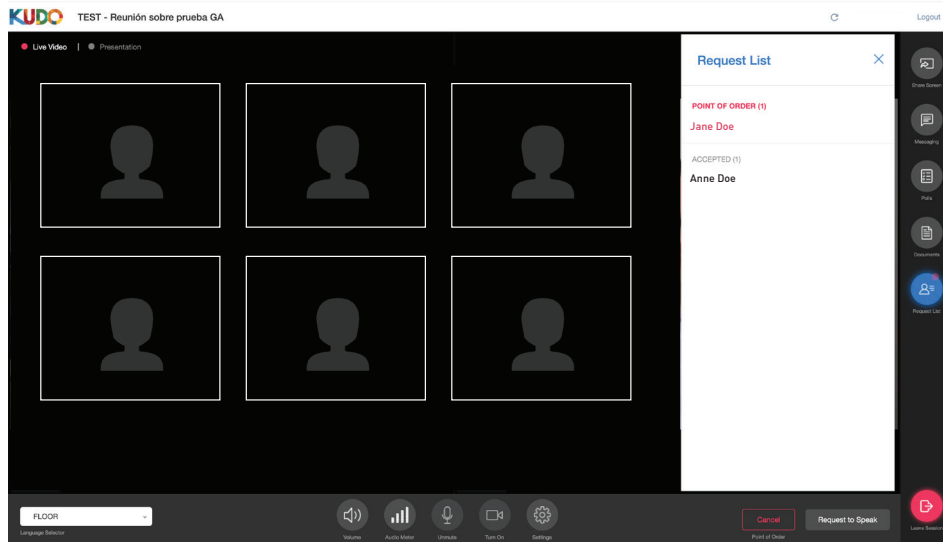 KUDO
TEST - Reunión sobre prueba GA
Logout
Live Video | Presentation
Request List
POINT OF ORDER (1)
Jane Doe
ACCEPTED (1)
Anne Doe
Share Screen
Messaging
Polls
Documents
Request List
Leave Session
FLOOR
Language Selector
Volume
Audio Meter
Unmute
Turn On
Settings
Cancel
Point of Order
Request to Speak